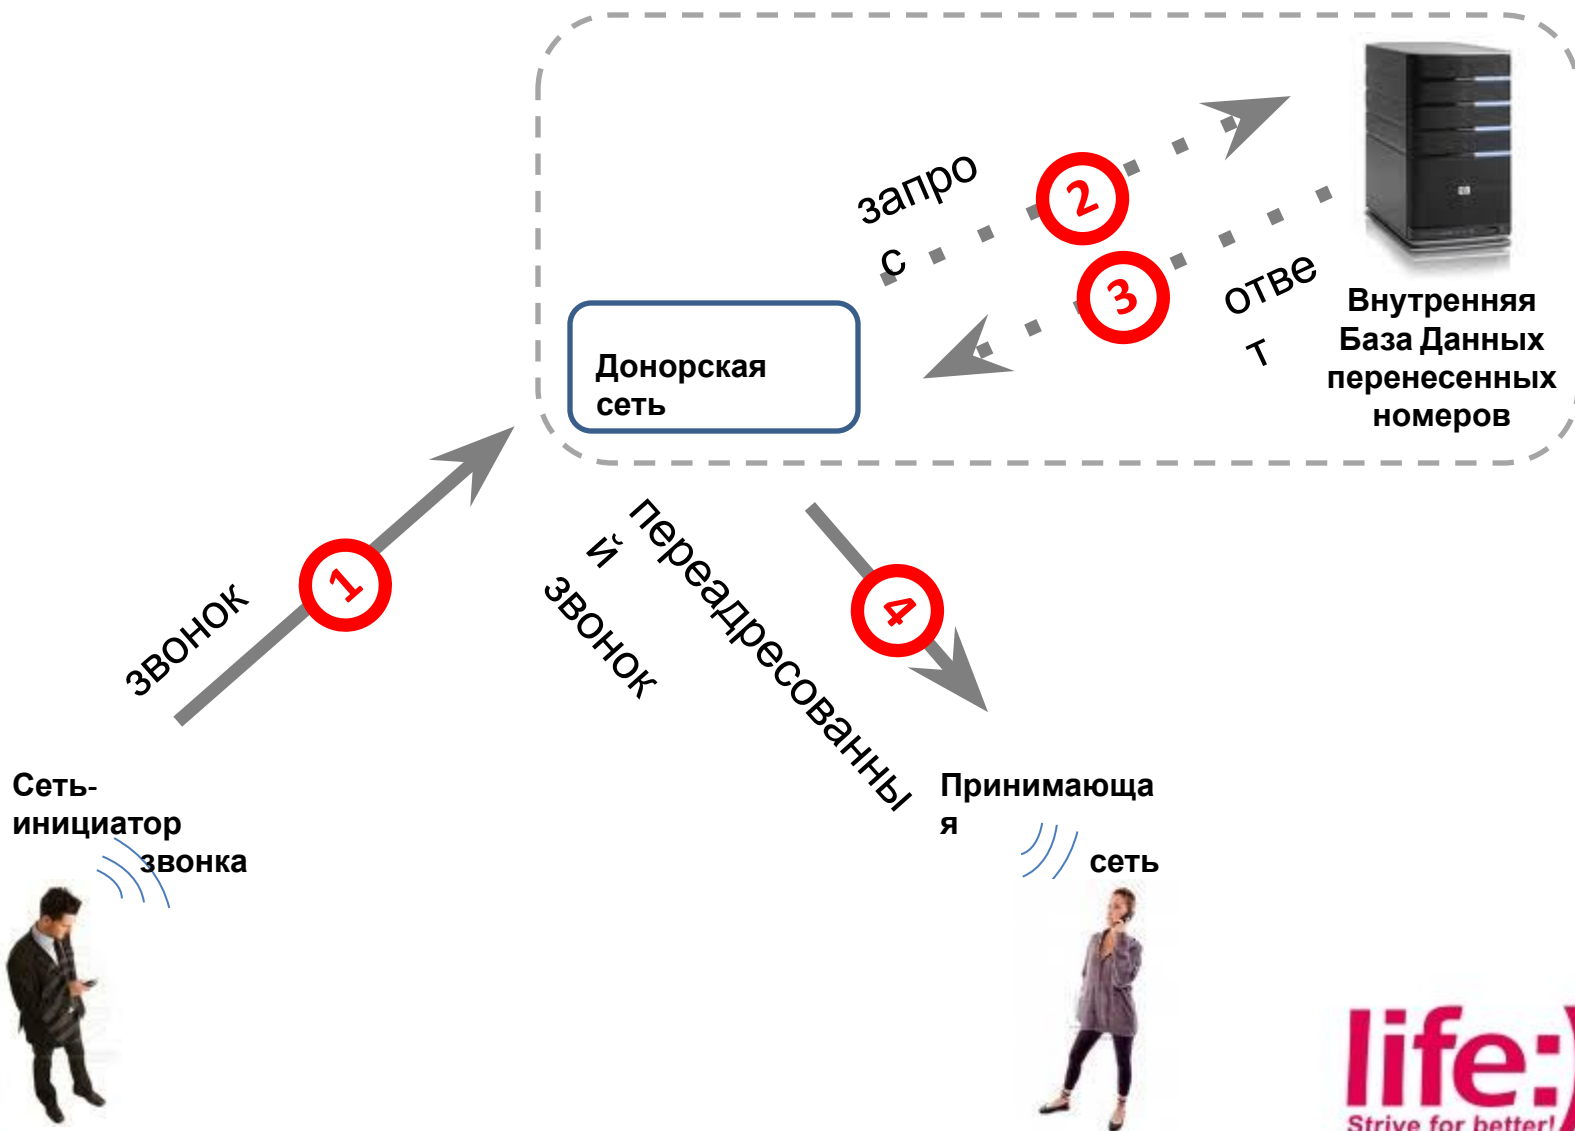 запро
с
2
3
отве
т
Внутренняя
База Данных
перенесенных
номеров
Донорская
сеть
звонок
1
переадресованны
й
звонок
4
Сеть-
инициатор
звонка
Принимающа
я
сеть
life:)
Strive for better!